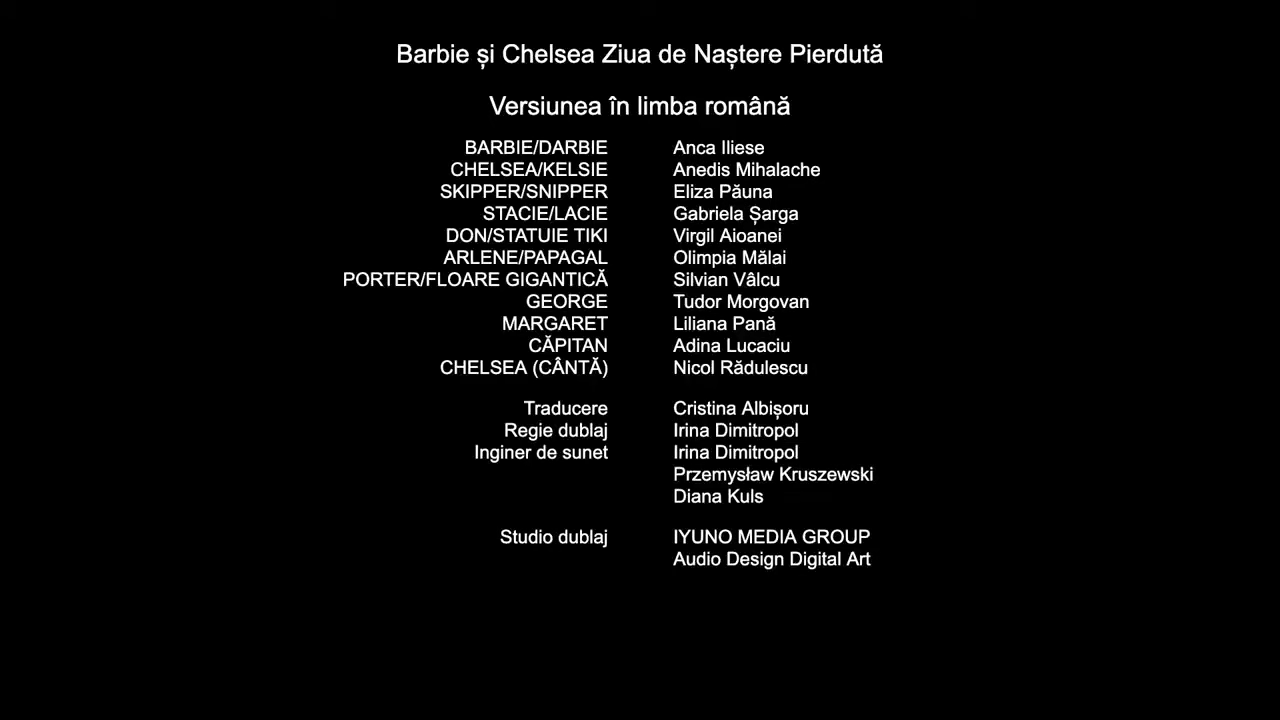 Barbie și Chelsea Ziua de Naștere Pierdută
Versiunea în limba română
BARBIE/DARBIE Anca Iliese
CHELSEA/KELSIE Anedis Mihalache
SKIPPER/SNIPPER Eliza Păuna
STACIE/LACIE Gabriela Șarga
DON/STATUIE TIKI Virgil Aioanei
ARLENE/PAPAGAL Olimpia Mălai
PORTER/FLOARE GIGANTICĂ Silvian Vâlcu
GEORGE Tudor Morgovan
MARGARET Liliana Pană
CĂPITAN Adina Lucaciu
CHELSEA (CÂNTĂ) Nicol Rădulescu
Traducere Cristina Albișoru
Regie dublaj Irina Dimitropol
Inginer de sunet Irina Dimitropol
Przemysław Kruszewski
Diana Kuls
Studio dublaj IYUNO MEDIA GROUP
Audio Design Digital Art